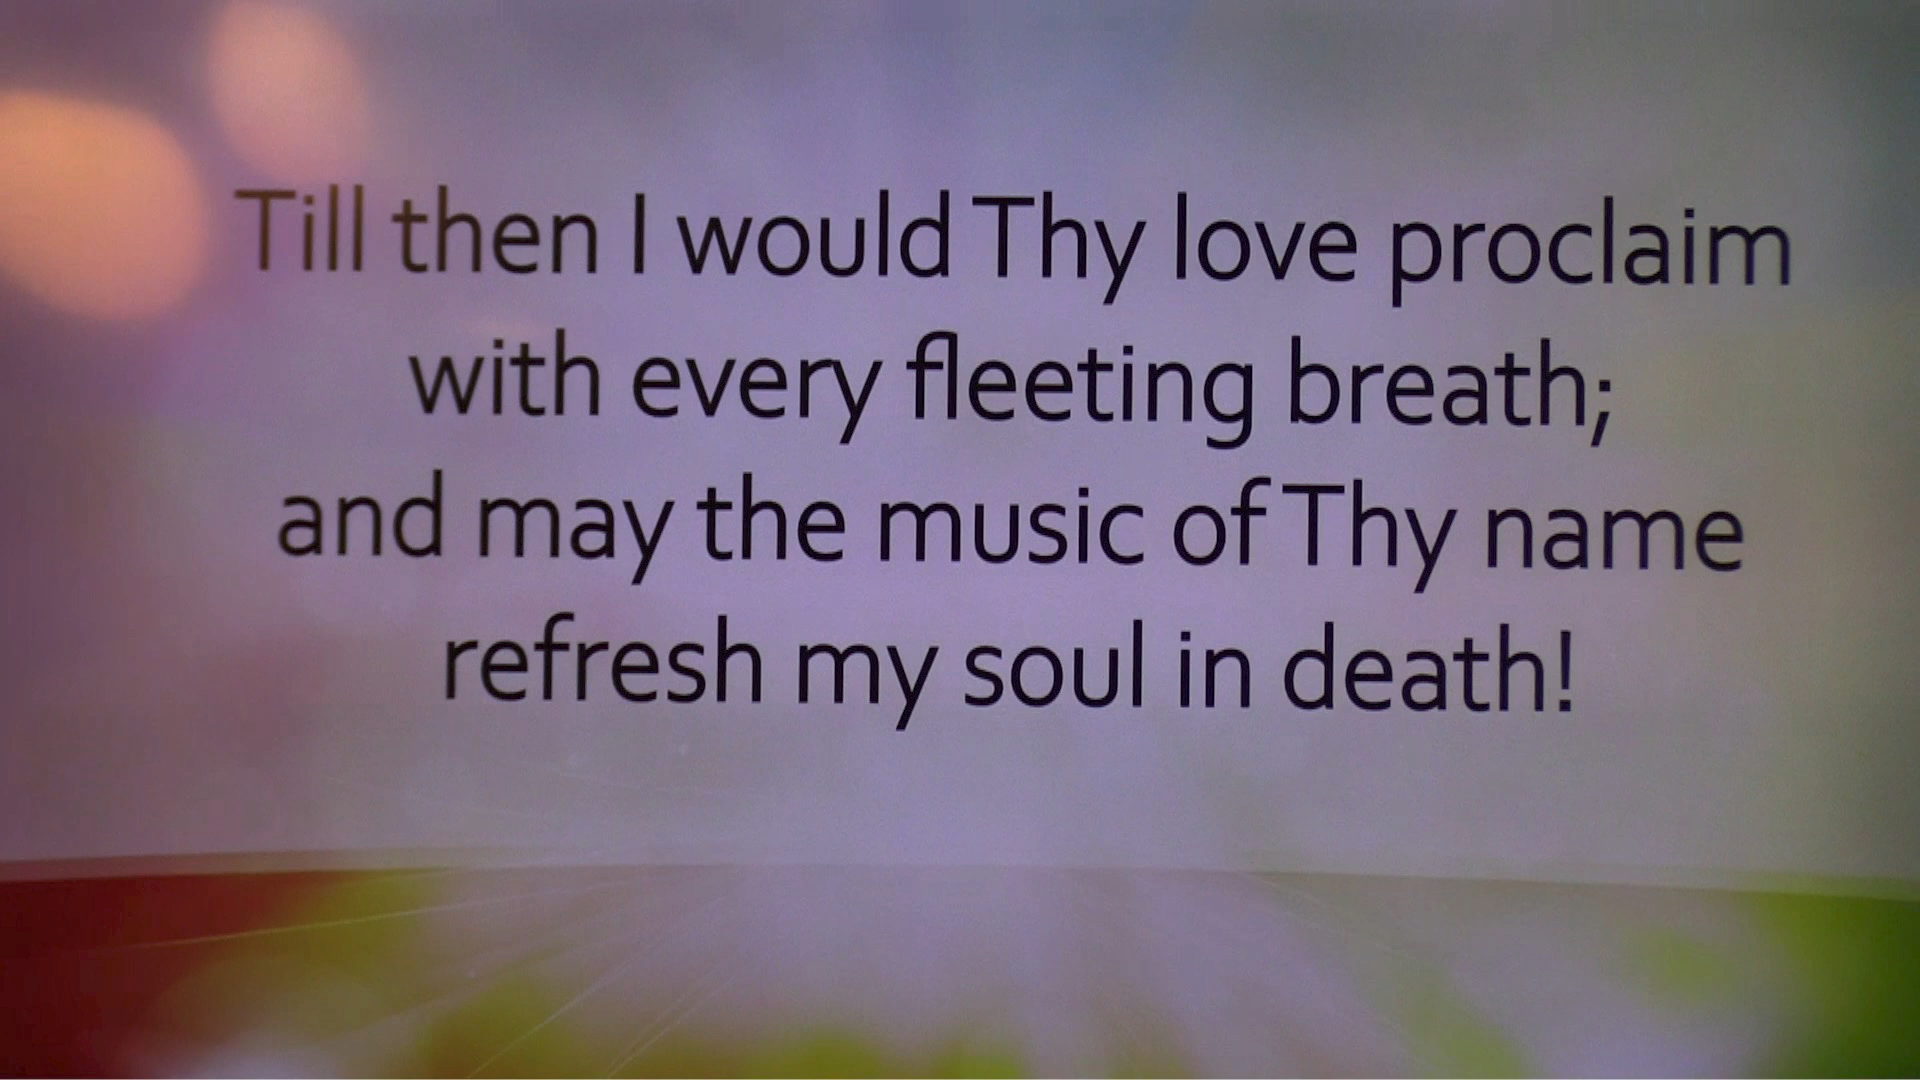 Till then I would Thy love proclaim
with every fleeting breath;
and may the music of Thy name
refresh my soul in death!